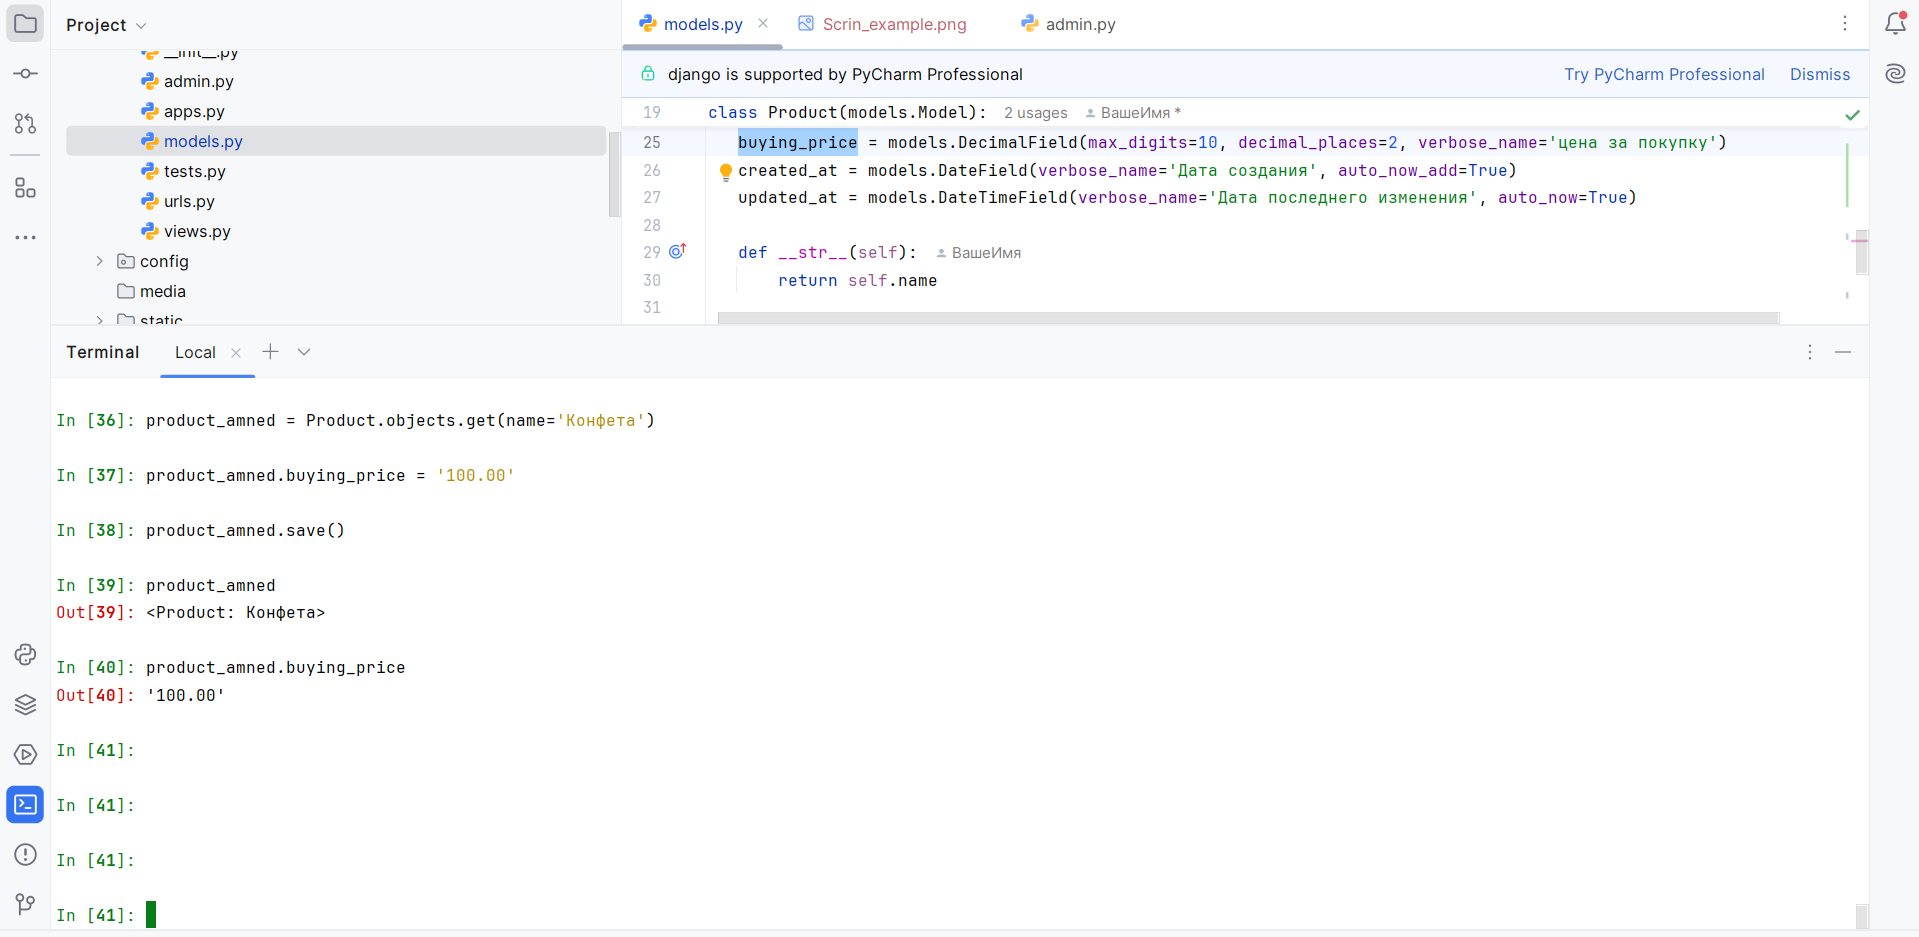 Project
__init__.py
admin.py
apps.py
models.py
tests.py
urls.py
views.py
config
media
static
models.py
Scrin_example.png
admin.py
django is supported by PyCharm Professional
Try PyCharm Professional
Dismiss
19 class Product(models.Model): 2 usages ВашеИмя *
25 buying_price = models.DecimalField(max_digits=10, decimal_places=2, verbose_name='цена за покупку')
26 created_at = models.DateField(verbose_name='Дата создания', auto_now_add=True)
27 updated_at = models.DateTimeField(verbose_name='Дата последнего изменения', auto_now=True)
28
29 def __str__(self): ВашеИмя
30 return self.name
31
Terminal Local
In [36]: product_amned = Product.objects.get(name='Конфета')
In [37]: product_amned.buying_price = '100.00'
In [38]: product_amned.save()
In [39]: product_amned
Out[39]: <Product: Конфета>
In [40]: product_amned.buying_price
Out[40]: '100.00'
In [41]:
In [41]:
In [41]:
In [41]: